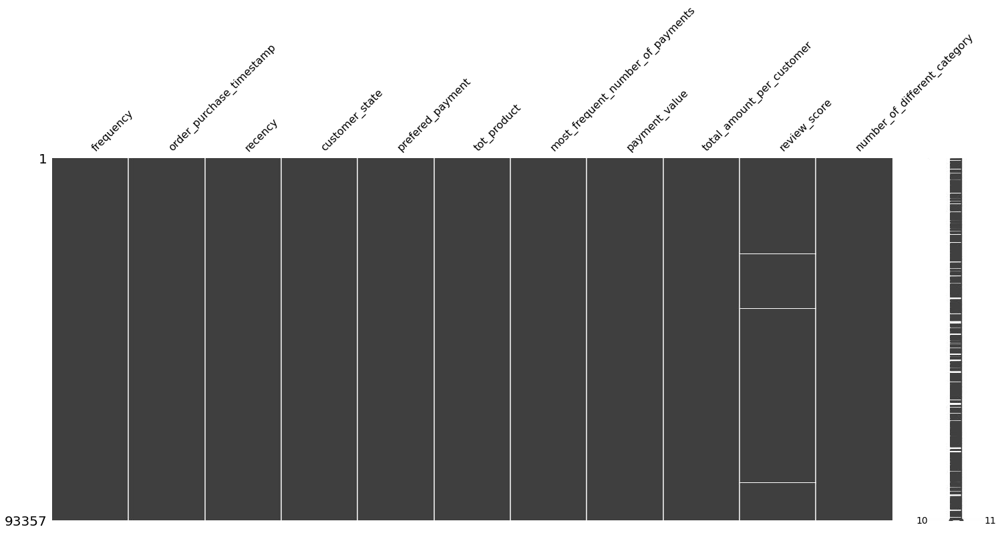 frequency
order_purchase_timestamp
recency
customer_state
prefered_payment
tot_product
most_frequent_number_of_payments
payment_value
total_amount_per_customer
review_score
number_of_different_category
1
93357
10
11